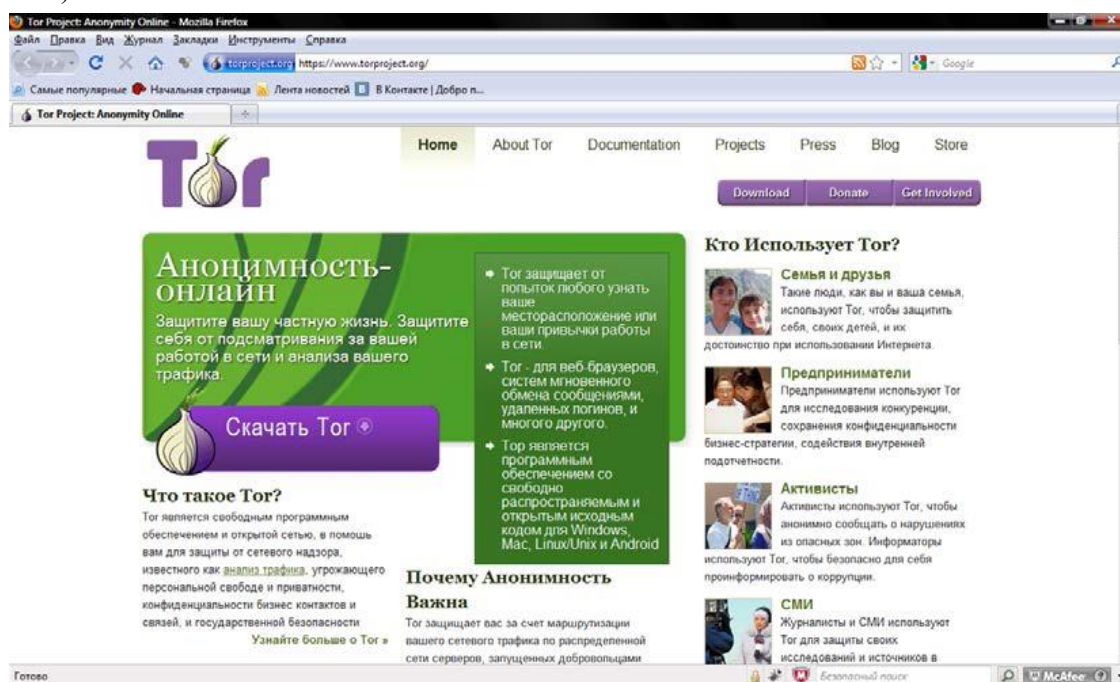 Tor Project: Anonymity Online - Mozilla Firefox
Файл Правка Вид Журнал Закладки Инструменты Справка
torproject.org https://www.torproject.org/
Google
Самые популярные Начальная страница Лента новостей В Контакте | Добро п...
Tor Project: Anonymity Online
Tor
Home About Tor Documentation Projects Press Blog Store
Download Donate Get Involved
Анонимность-
онлайн
Защитите вашу частную жизнь. Защитите
себя от подсматривания за вашей
работой в сети и анализа вашего
трафика.
Скачать Tor
Tor защищает от
попыток любого узнать
ваше
месторасположение или
ваши привычки работы
в сети.
Tor - для веб-браузеров,
систем мгновенного
обмена сообщениями,
удаленных логинов, и
многого другого.
Тор является
программным
обеспечением со
свободно
распространяемым и
открытым исходным
кодом для Windows,
Mac, Linux/Unix и Android
Что такое Tor?
Tor является свободным программным
обеспечением и открытой сетью, в помощь
вам для защиты от сетевого надзора,
известного как анализ трафика, угрожающего
персональной свободе и приватности,
конфиденциальности бизнес контактов и
связей, и государственной безопасности
Узнайте больше о Tor »
Почему Анонимность
Важна
Tor защищает вас за счет маршрутизации
вашего сетевого трафика по распределенной
сети серверов, запущенных добровольцами
Кто Использует Tor?
Семья и друзья
Такие люди, как вы и ваша семья,
используют Tor, чтобы защитить
себя, своих детей, и их
достоинство при использовании Интернета.
Предприниматели
Предприниматели используют Tor
для исследования конкуренции,
сохранения конфиденциальности
бизнес-стратегии, содействия внутренней
подотчетности.
Активисты
Активисты используют Tor, чтобы
анонимно сообщать о нарушениях
из опасных зон. Информаторы
используют Tor, чтобы безопасно для себя
проинформировать о коррупции.
СМИ
Журналисты и СМИ используют
Tor для защиты своих
исследований и источников в
Готово
Безопасный поиск
McAfee